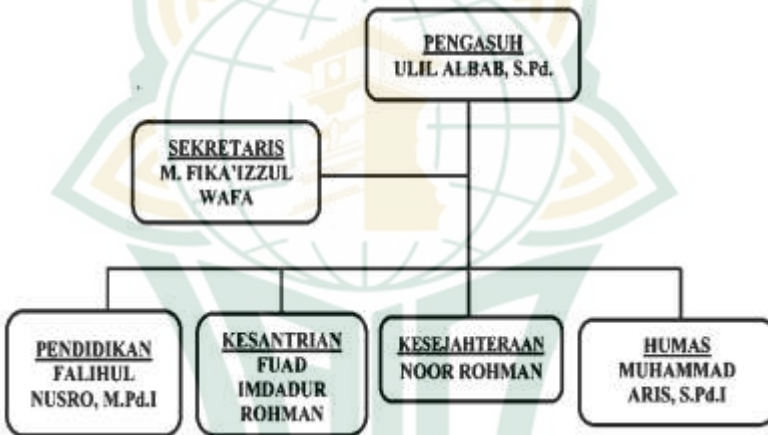 PENGASUH
ULIL ALBAB, S.Pd.
SEKRETARIS
M. FIKA'IZZUL
WAFA
PENDIDIKAN
FALIHUL
NUSRO, M.Pd.I
KESANTRIAN
FUAD
IMDADUR
ROHMAN
KESEJAHTERAAN
NOOR ROHMAN
HUMAS
MUHAMMAD
ARIS, S.Pd.I